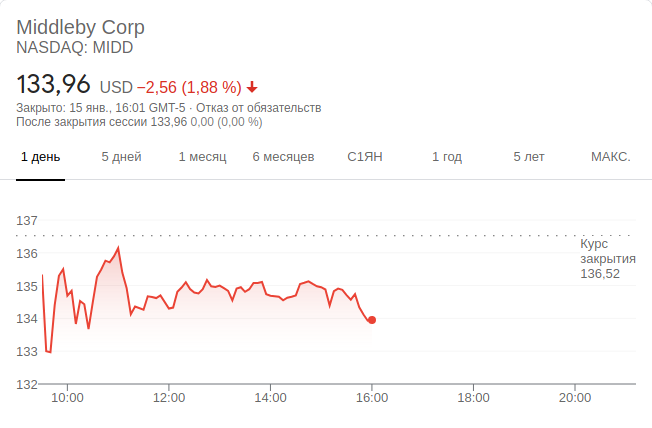 Middleby Corp
NASDAQ: MIDD
133,96 USD −2,56 (1,88 %)
Закрыто: 15 янв., 16:01 GMT-5 · Отказ от обязательств
После закрытия сессии 133,96 0,00 (0,00 %)
1 день 5 дней 1 месяц 6 месяцев С1ЯН 1 год 5 лет МАКС.
137
136
135
134
133
132
Курс
закрытия
136,52
10:00 12:00 14:00 16:00 18:00 20:00